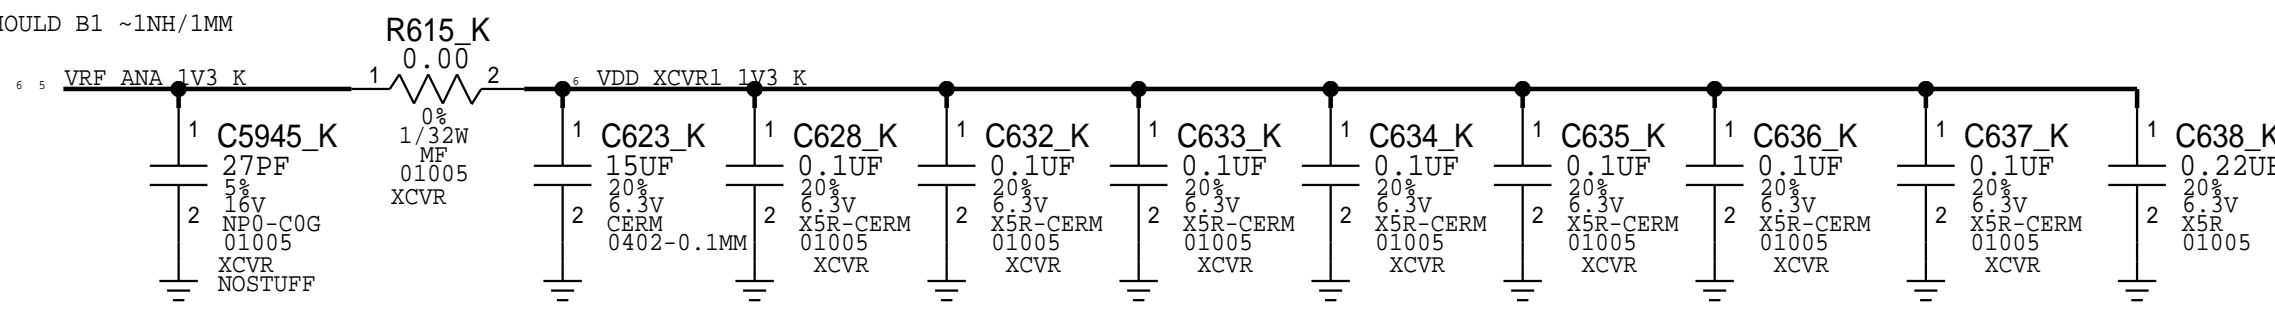 HOULD B1 ~1NH/1MM
6 5 VRF ANA 1V3 K
R615_K
0.00
1 2
0%
1/32W
MF
01005
XCVR
6 VDD XCVR1 1V3 K
1
C5945_K
27PF
5%
16V
2
NP0-C0G
01005
XCVR
NOSTUFF
1
C623_K
15UF
20%
6.3V
2
CERM
0402-0.1MM
1
C628_K
0.1UF
20%
6.3V
2
X5R-CERM
01005
XCVR
1
C632_K
0.1UF
20%
6.3V
2
X5R-CERM
01005
XCVR
1
C633_K
0.1UF
20%
6.3V
2
X5R-CERM
01005
XCVR
1
C634_K
0.1UF
20%
6.3V
2
X5R-CERM
01005
XCVR
1
C635_K
0.1UF
20%
6.3V
2
X5R-CERM
01005
XCVR
1
C636_K
0.1UF
20%
6.3V
2
X5R-CERM
01005
XCVR
1
C637_K
0.1UF
20%
6.3V
2
X5R-CERM
01005
XCVR
1
C638_K
0.22UF
20%
6.3V
2
X5R
01005